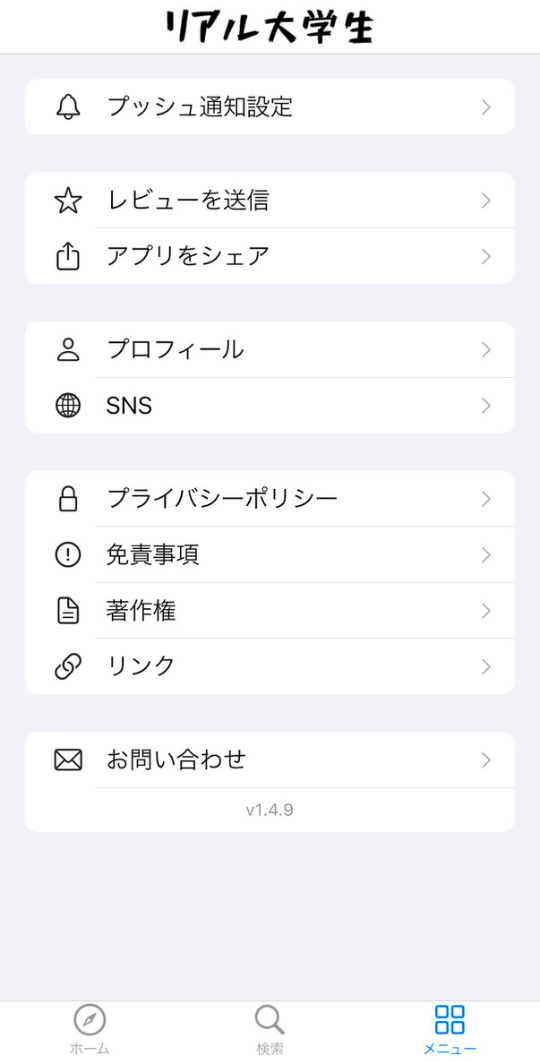 リアル大学生
プッシュ通知設定
レビューを送信
アプリをシェア
プロフィール
SNS
プライバシーポリシー
免責事項
著作権
リンク
お問い合わせ
v1.4.9
ホーム
検索
メニュー